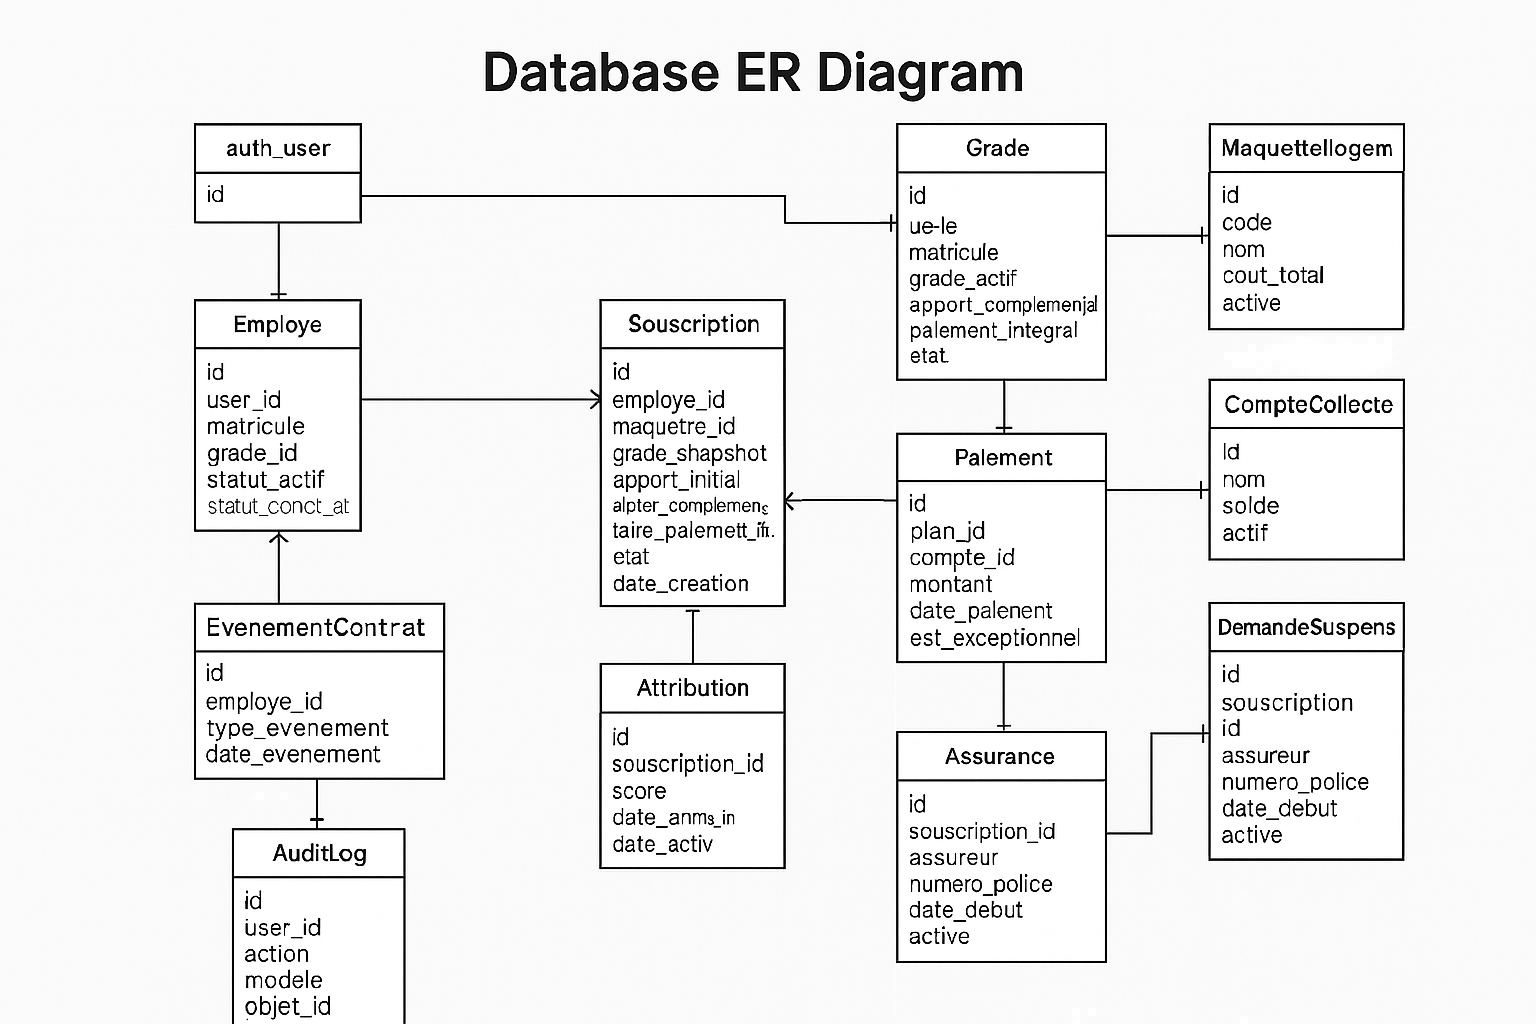 Database ER Diagram
auth_user
id
Employe
id
user_id
matricule
grade_id
statut_actif
statut_conct_at
EvenementContrat
id
employe_id
type_evenement
date_evenement
AuditLog
id
user_id
action
modele
objet_id
Souscription
id
employe_id
maquetre_id
grade_shapshot
apport_initial
alpter_complemens
etat
date_creation
Attribution
id
souscription_id
score
date_anms_in
date_activ
Grade
id
ue-le
matricule
grade_actif
apport_complemenjal
palement_integral
etat.
Palement
id
plan_jd
compte_id
montant
date_palenent
est_exceptionnel
Assurance
id
souscription_id
assureur
numero_police
date_debut
active
Maquettellogem
id
code
nom
cout_total
active
CompteCollecte
Id
nom
solde
actif
DemandeSuspens
id
souscription
id
assureur
numero_police
date_debut
active